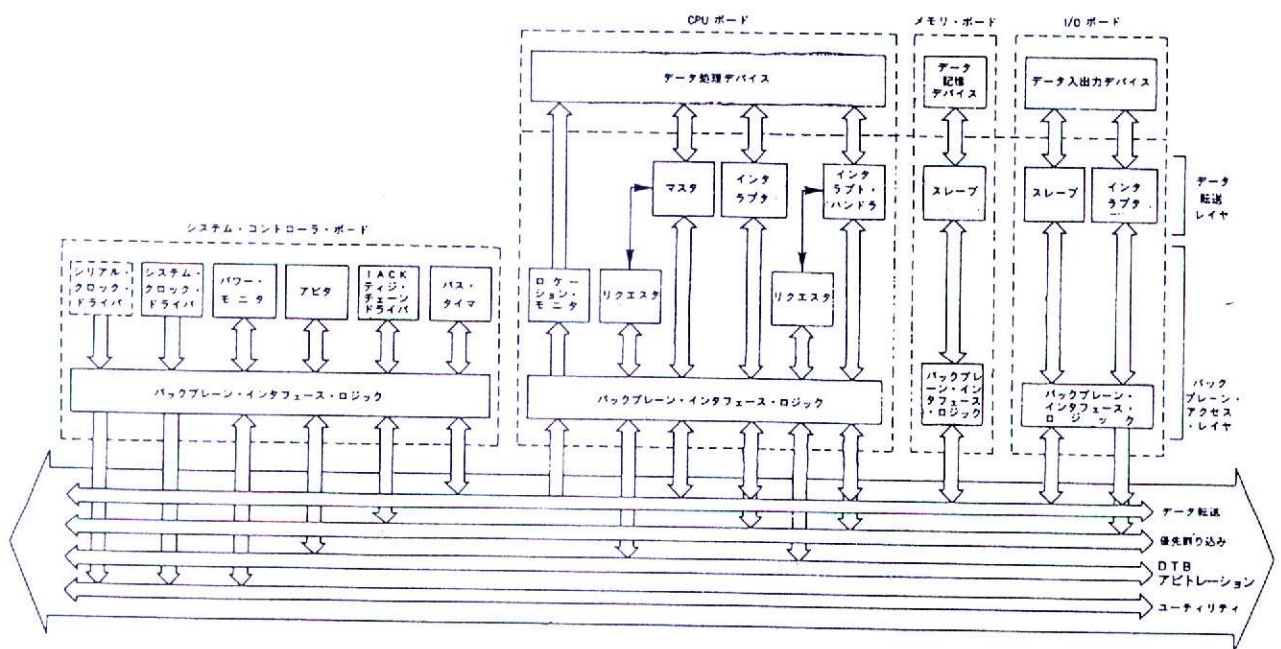 CPU ボード
メモリ・ボード
I/O ボード
データ処理デバイス
データ
記憶
デバイス
データ入出力デバイス
マスタ
インタ
ラプタ
インタ
ラプト・
ハンドラ
スレーブ
スレーブ
インタ
ラプタ
データ
転送
レイヤ
システム・コントローラ・ボード
シリアル・
クロック・
ドライバ
システム・
クロック・
ドライバ
パワー・
モニタ
アビタ
IACK
ディジ・
チェーン
ドライバ
バス・
タイマ
ロケー
ション・
モニタ
リクエスタ
リクエスタ
バックプレーン・インタフェース・ロジック
バックプレーン・インタフェース・ロジック
バックプレ
ーン・イン
タフェース
・ロジック
バックプレーン・
インタフェース・
ロジック
バック
プレーン・
アクセス
・レイヤ
データ転送
優先割り込み
DTB
アビトレーション
ユーティリティ